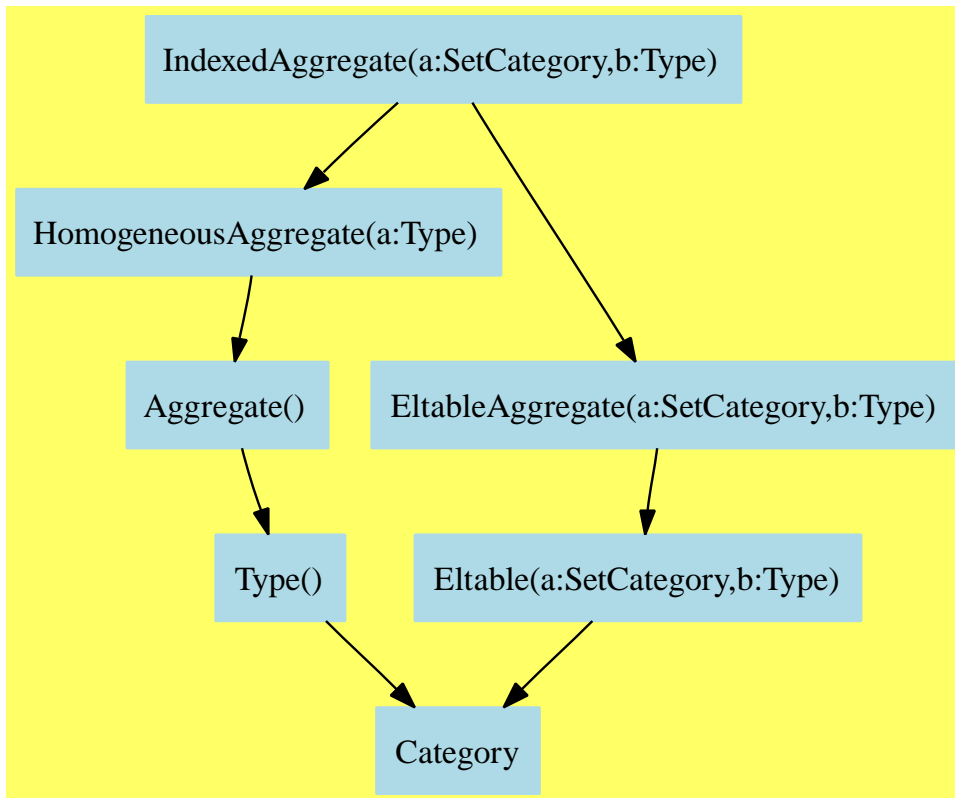 IndexedAggregate(a:SetCategory,b:Type)
HomogeneousAggregate(a:Type)
Aggregate()
EltableAggregate(a:SetCategory,b:Type)
Type()
Eltable(a:SetCategory,b:Type)
Category